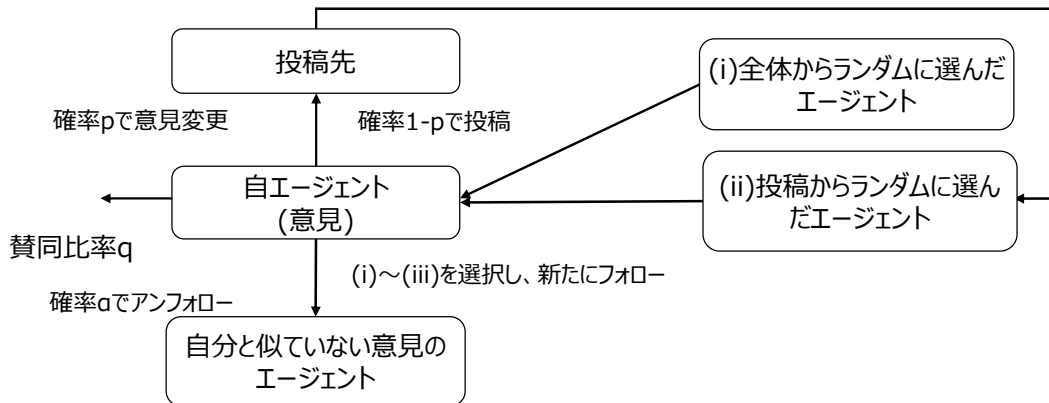 投稿先
(i)全体からランダムに選んだ
エージェント
確率pで意見変更
確率1-pで投稿
自エージェント
(意見)
(ii)投稿からランダムに選ん
だエージェント
賛同比率q
(i)～(iii)を選択し、新たにフォロー
確率αでアンフォロー
自分と似ていない意見の
エージェント